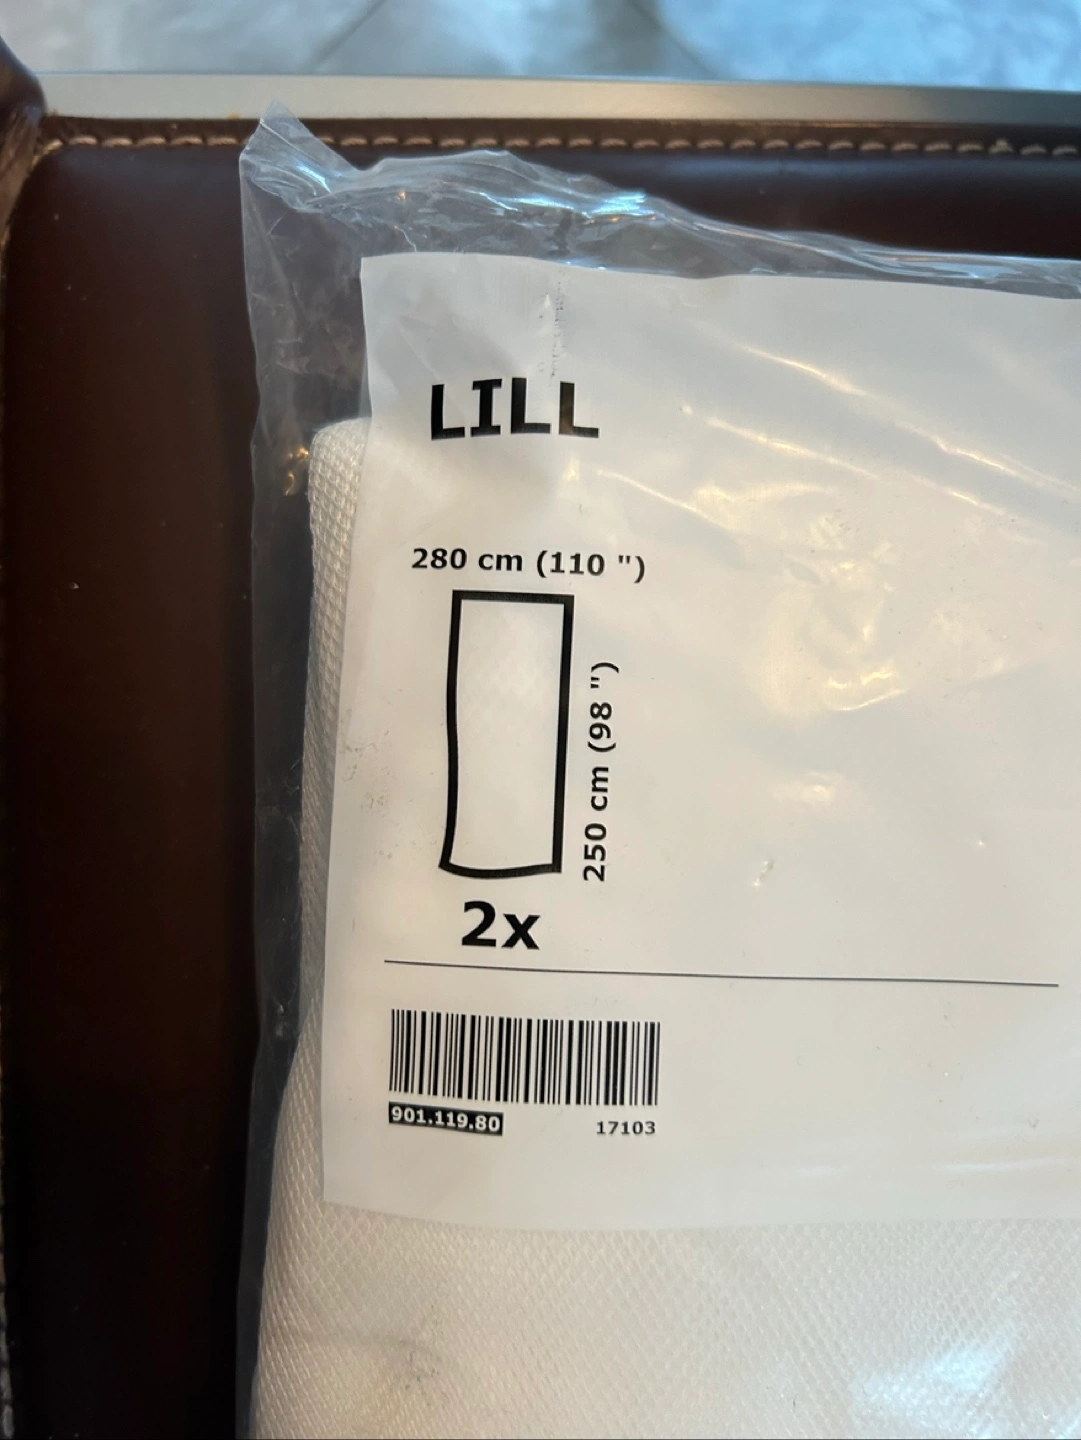 LILL
280 cm (110 ")
250 cm (98 ")
2x
901.119.80
17103